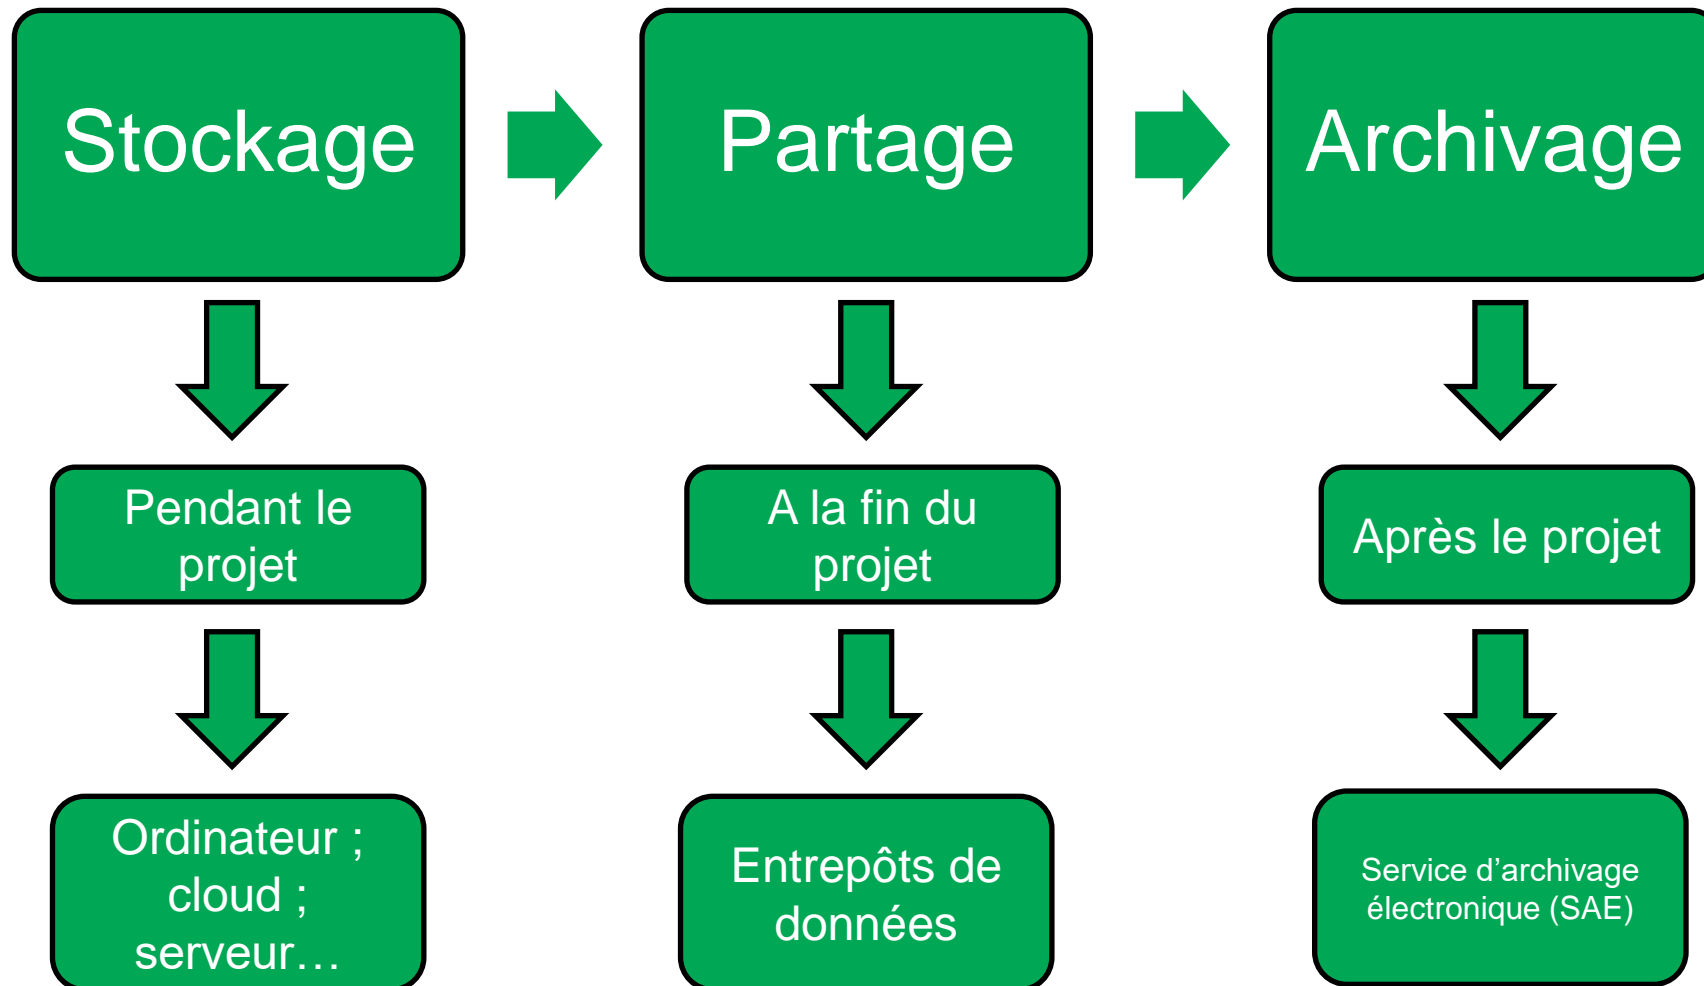 Stockage
Partage
Archivage
Pendant le
projet
A la fin du
projet
Après le projet
Ordinateur ;
cloud ;
serveur…
Entrepôts de
données
Service d’archivage
électronique (SAE)